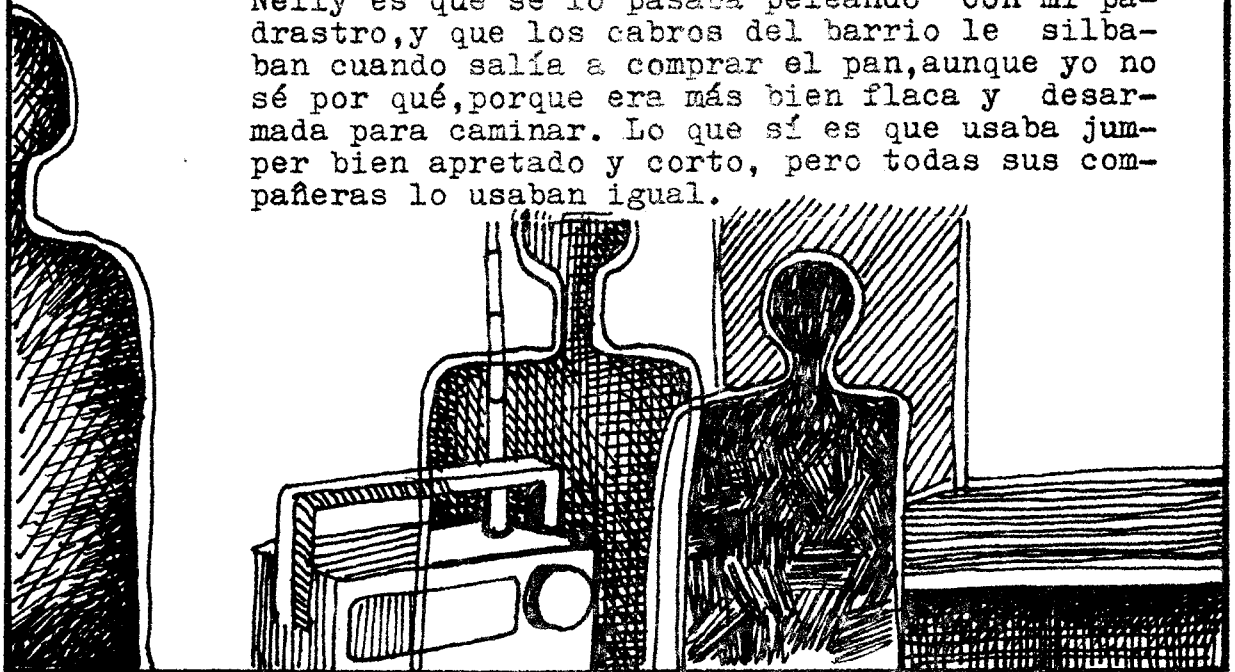 Nelly es que se lo pasaba peleando con mi pa-
drastro,y que los cabros del barrio le silba-
ban cuando salía a comprar el pan,aunque yo no
sé por qué,porque era más bien flaca y desar-
mada para caminar. Lo que sí es que usaba jum-
per bien apretado y corto, pero todas sus com-
pañeras lo usaban igual.